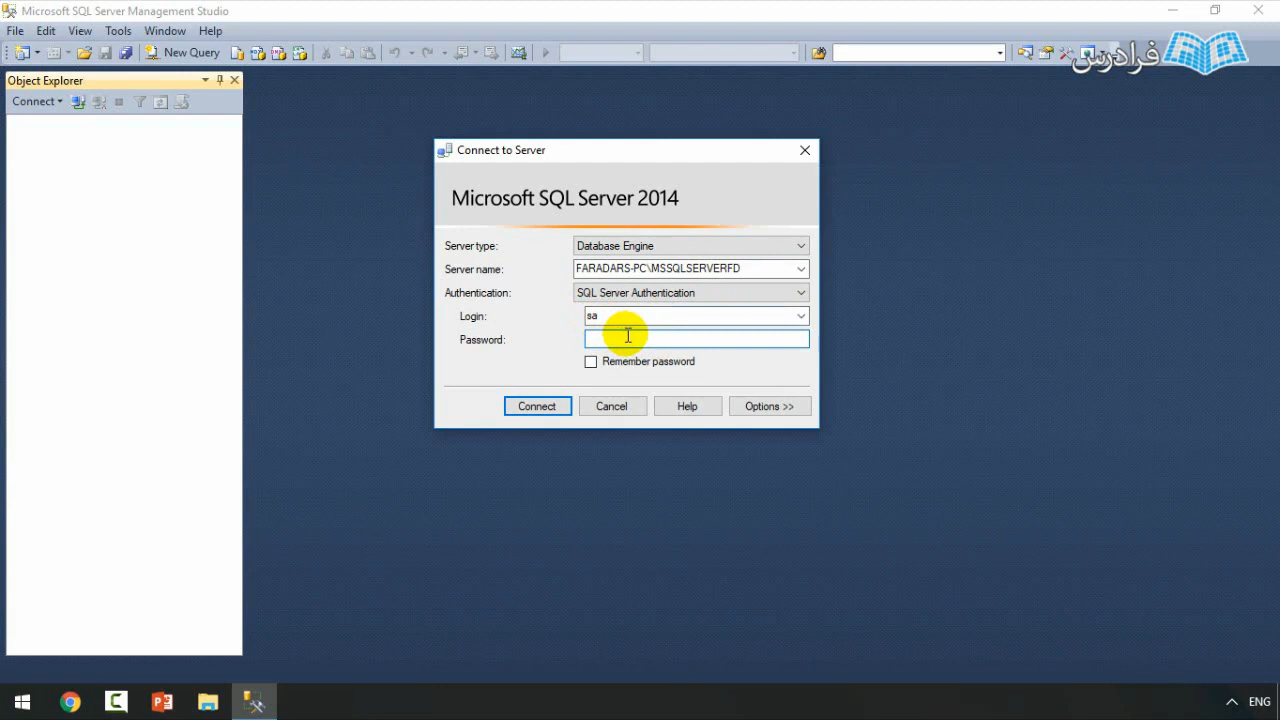 Microsoft SQL Server Management Studio
File Edit View Tools Window Help
New Query
فرادرس
Object Explorer
Connect
Connect to Server
Microsoft SQL Server 2014
Server type: Database Engine
Server name: FARADARS-PC\MSSQLSERVERFD
Authentication: SQL Server Authentication
Login: sa
Password:
Remember password
Connect Cancel Help Options >>
ENG